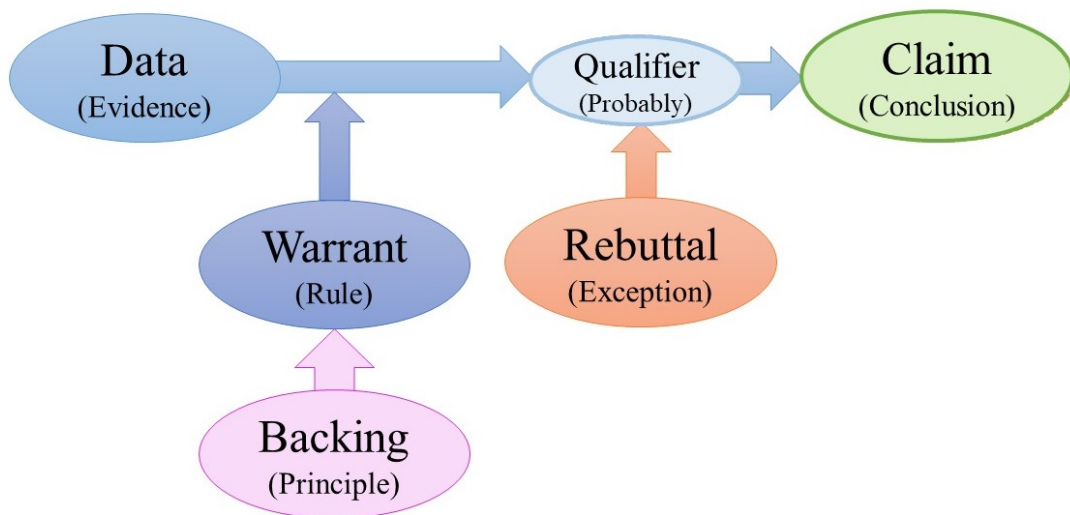 Data
(Evidence)
Qualifier
(Probably)
Claim
(Conclusion)
Warrant
(Rule)
Rebuttal
(Exception)
Backing
(Principle)